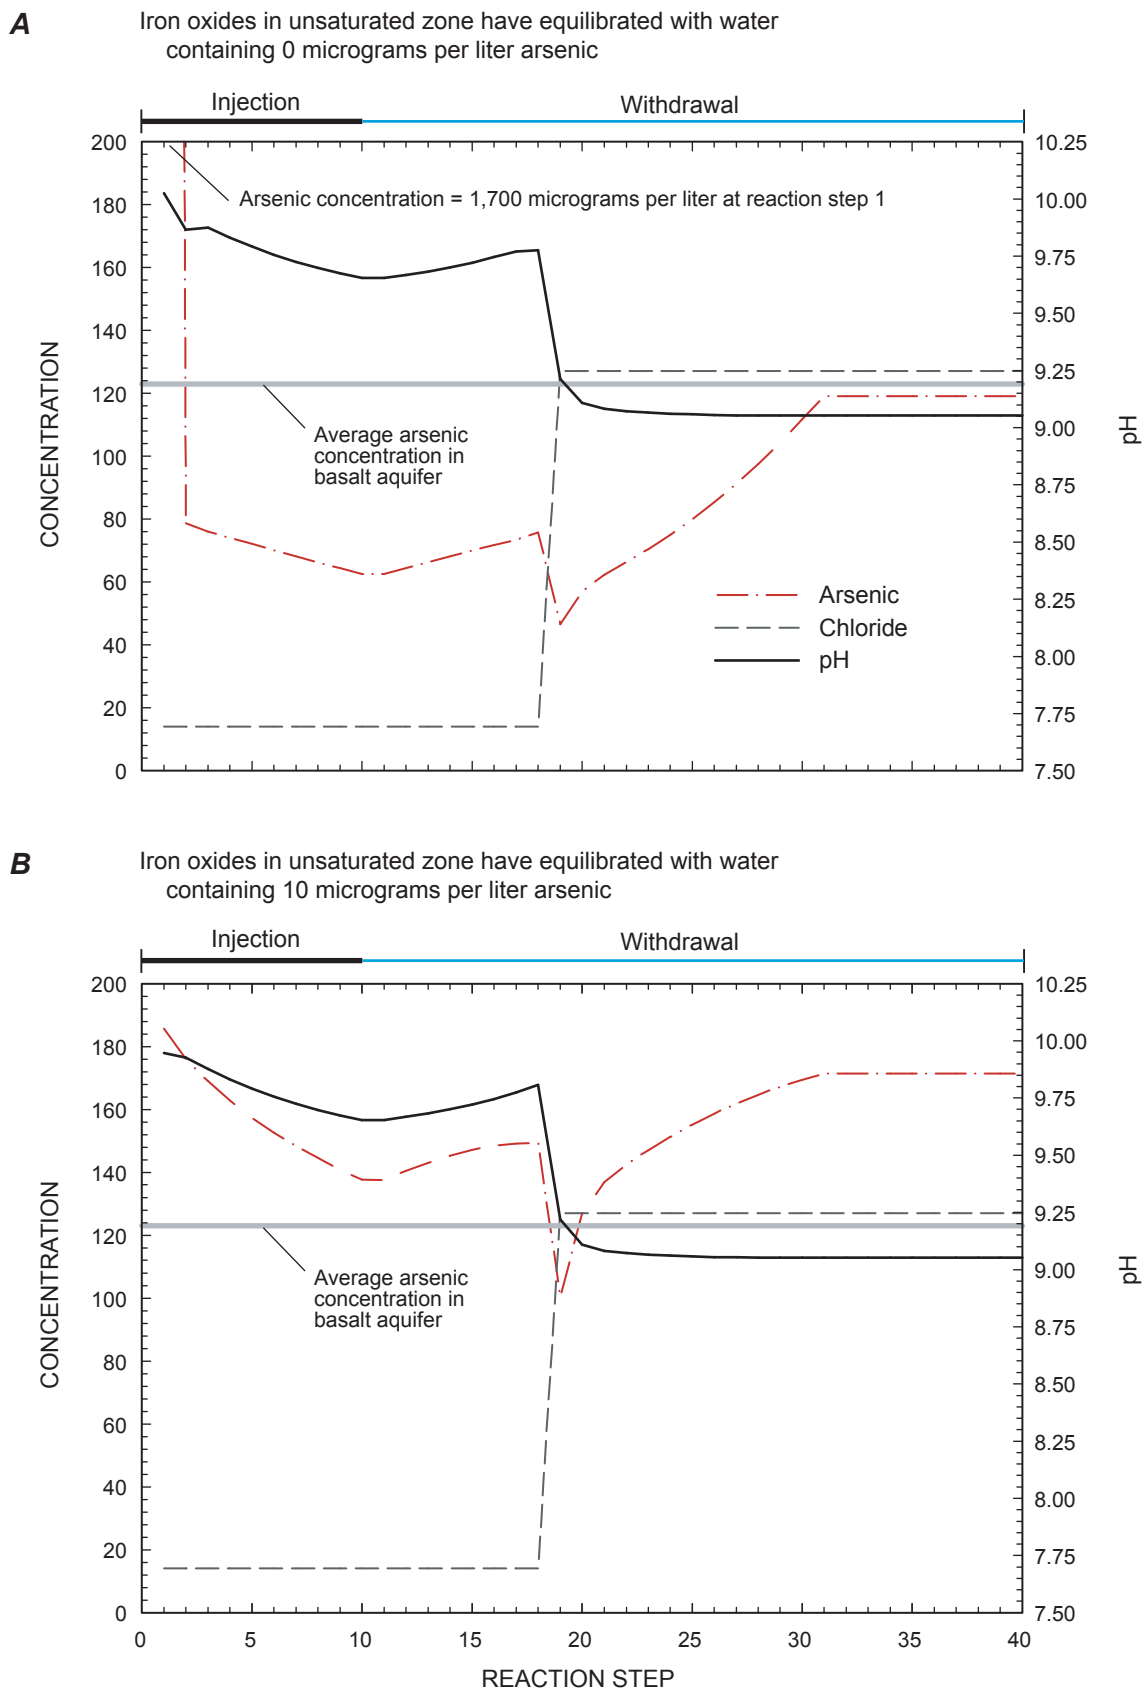 A
Iron oxides in unsaturated zone have equilibrated with water
containing 0 micrograms per liter arsenic
Injection
Withdrawal
200
180
160
140
120
100
80
60
40
20
0
CONCENTRATION
10.25
10.00
9.75
9.50
9.25
9.00
8.75
8.50
8.25
8.00
7.75
7.50
pH
Arsenic concentration = 1,700 micrograms per liter at reaction step 1
Average arsenic
concentration in
basalt aquifer
Arsenic
Chloride
pH
B
Iron oxides in unsaturated zone have equilibrated with water
containing 10 micrograms per liter arsenic
Injection
Withdrawal
200
180
160
140
120
100
80
60
40
20
0
CONCENTRATION
10.25
10.00
9.75
9.50
9.25
9.00
8.75
8.50
8.25
8.00
7.75
7.50
pH
Average arsenic
concentration in
basalt aquifer
0 5 10 15 20 25 30 35 40
REACTION STEP